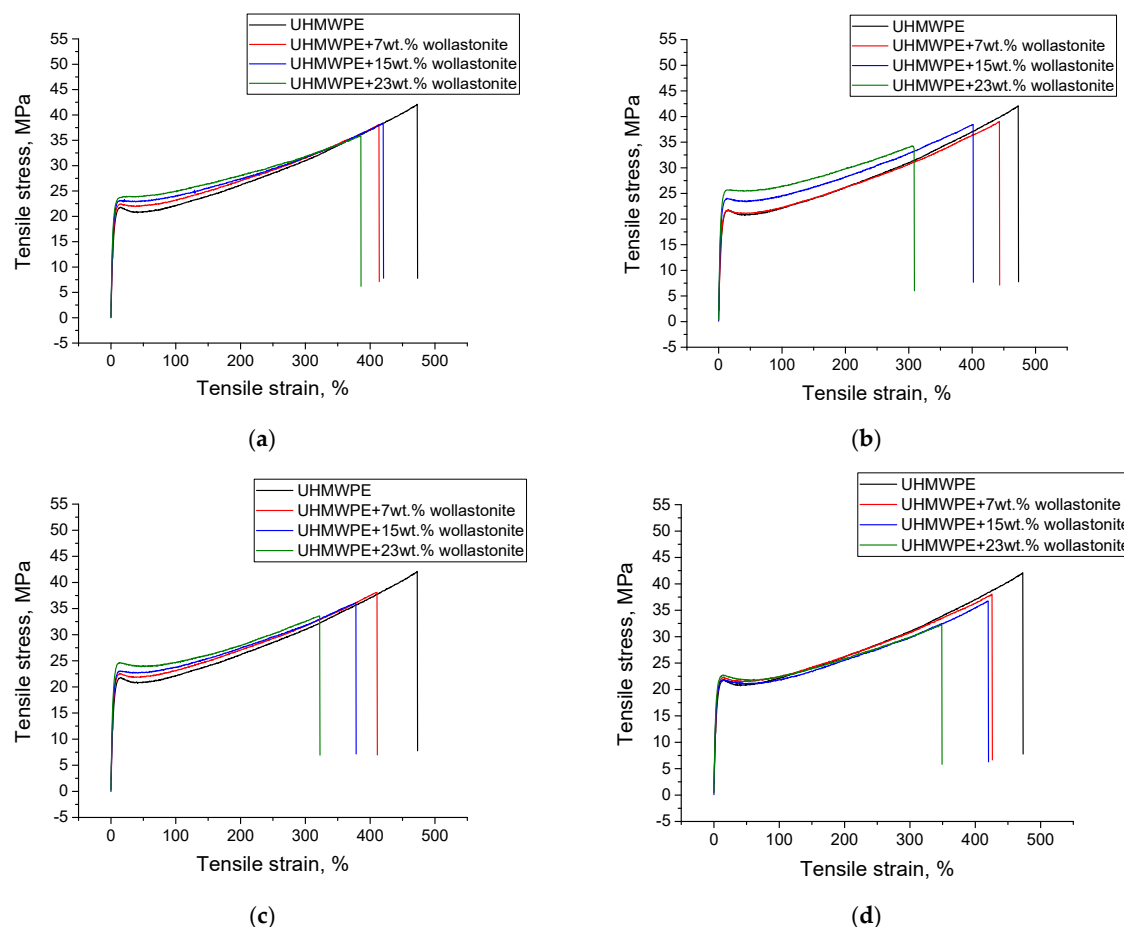 UHMWPE
UHMWPE+7wt.% wollastonite
UHMWPE+15wt.% wollastonite
UHMWPE+23wt.% wollastonite
55
50
45
40
35
30
25
20
15
10
5
0
-5
Tensile stress, MPa
0 100 200 300 400 500
Tensile strain, %
(a)
UHMWPE
UHMWPE+7wt.% wollastonite
UHMWPE+15wt.% wollastonite
UHMWPE+23wt.% wollastonite
55
50
45
40
35
30
25
20
15
10
5
0
-5
Tensile stress, MPa
0 100 200 300 400 500
Tensile strain, %
(b)
UHMWPE
UHMWPE+7wt.% wollastonite
UHMWPE+15wt.% wollastonite
UHMWPE+23wt.% wollastonite
55
50
45
40
35
30
25
20
15
10
5
0
-5
Tensile stress, MPa
0 100 200 300 400 500
Tensile strain, %
(c)
UHMWPE
UHMWPE+7wt.% wollastonite
UHMWPE+15wt.% wollastonite
UHMWPE+23wt.% wollastonite
55
50
45
40
35
30
25
20
15
10
5
0
-5
Tensile stress, MPa
0 100 200 300 400 500
Tensile strain, %
(d)